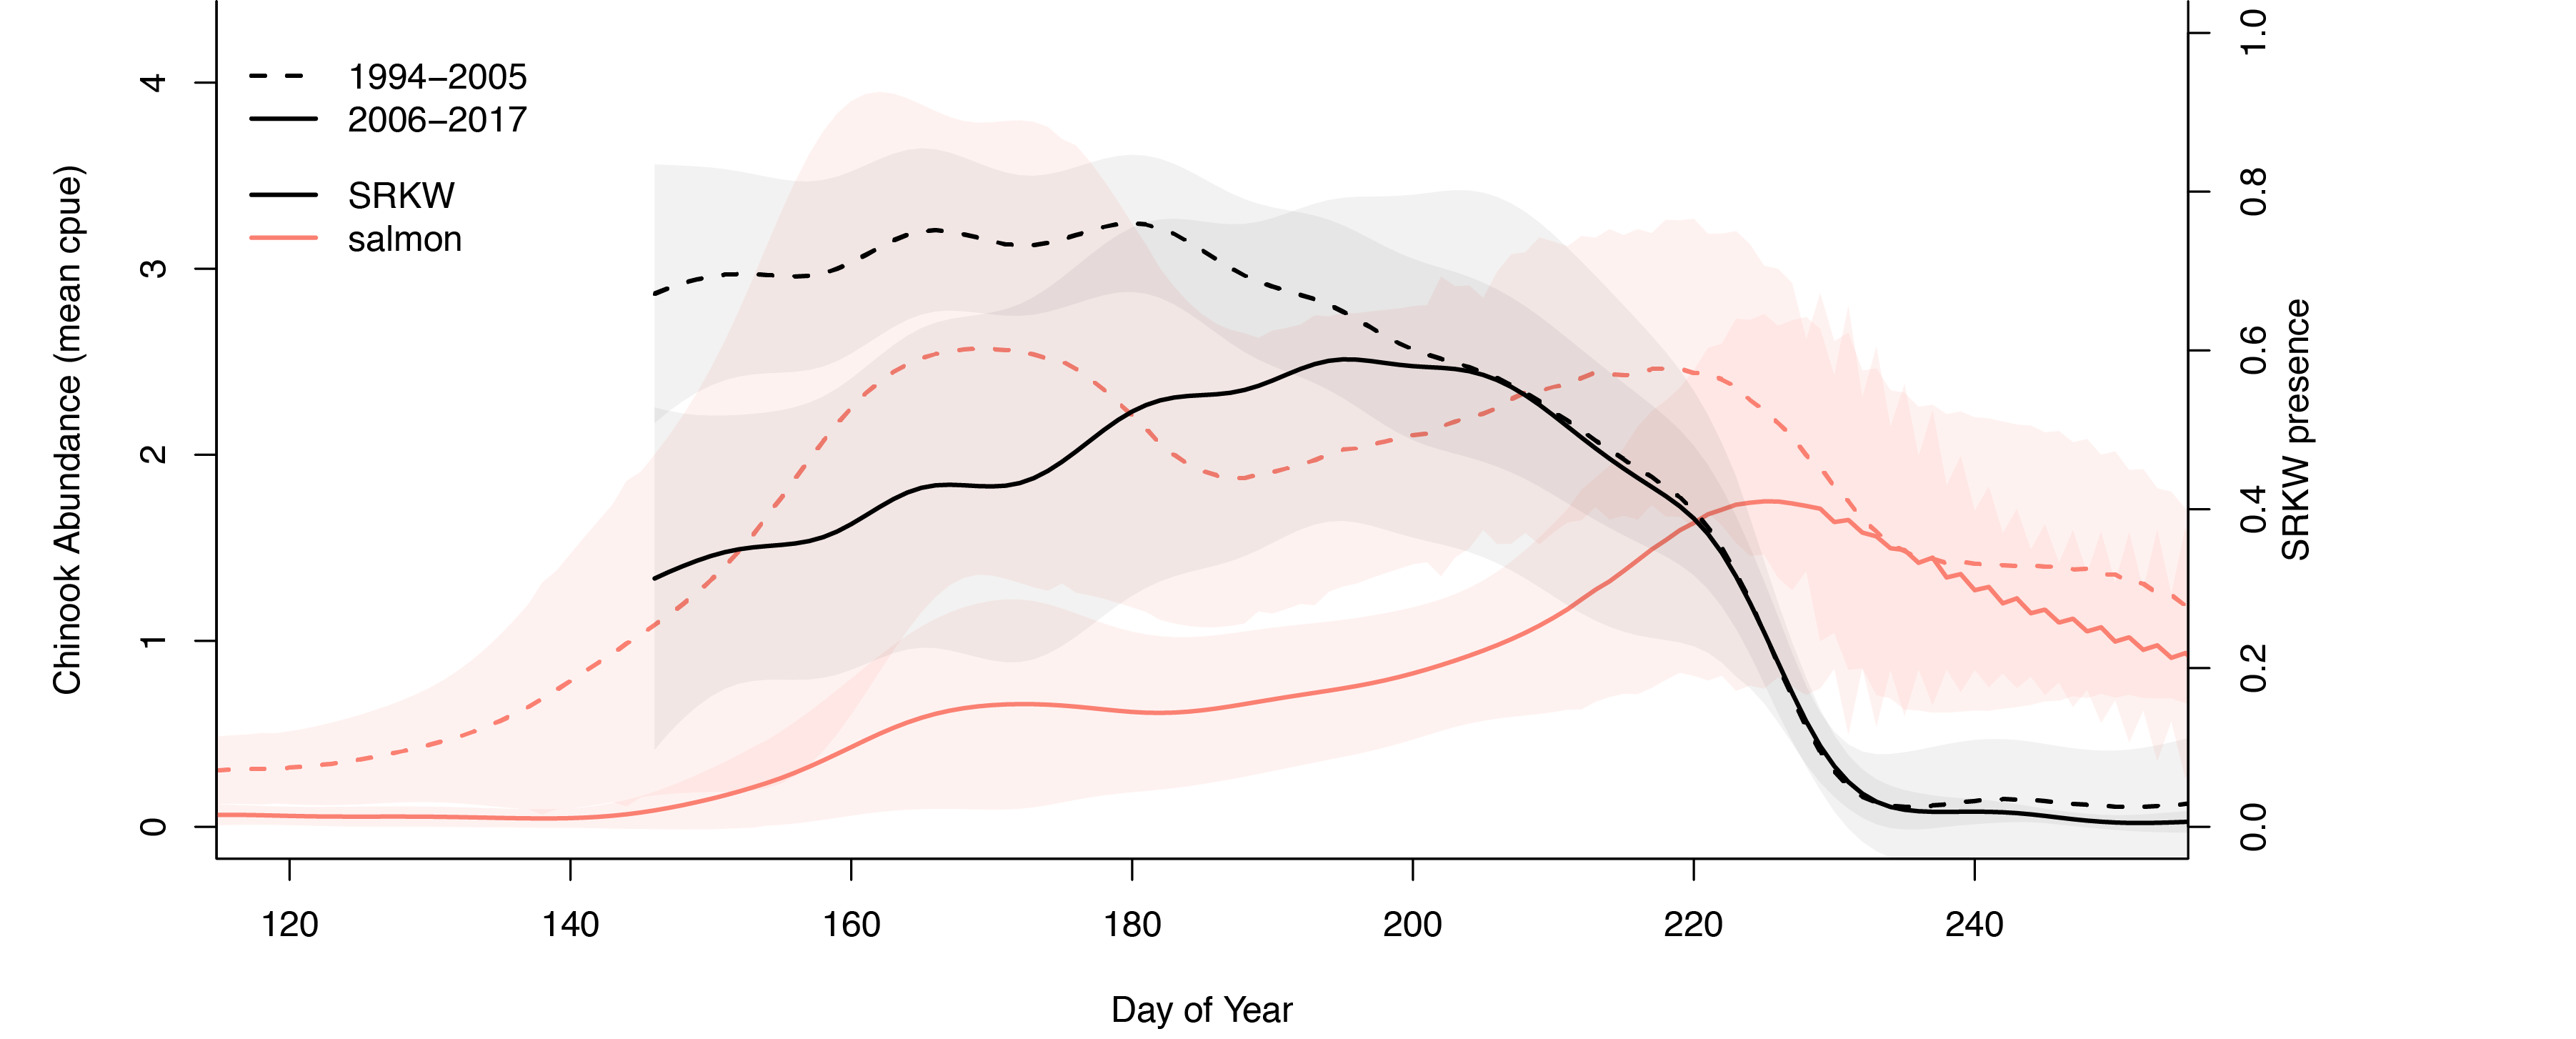 1994–2005
2006–2017
SRKW
salmon
Chinook Abundance (mean cpue)
4
3
2
1
0
1.0
0.8
0.6
0.4
0.2
0.0
SRKW presence
120 140 160 180 200 220 240
Day of Year